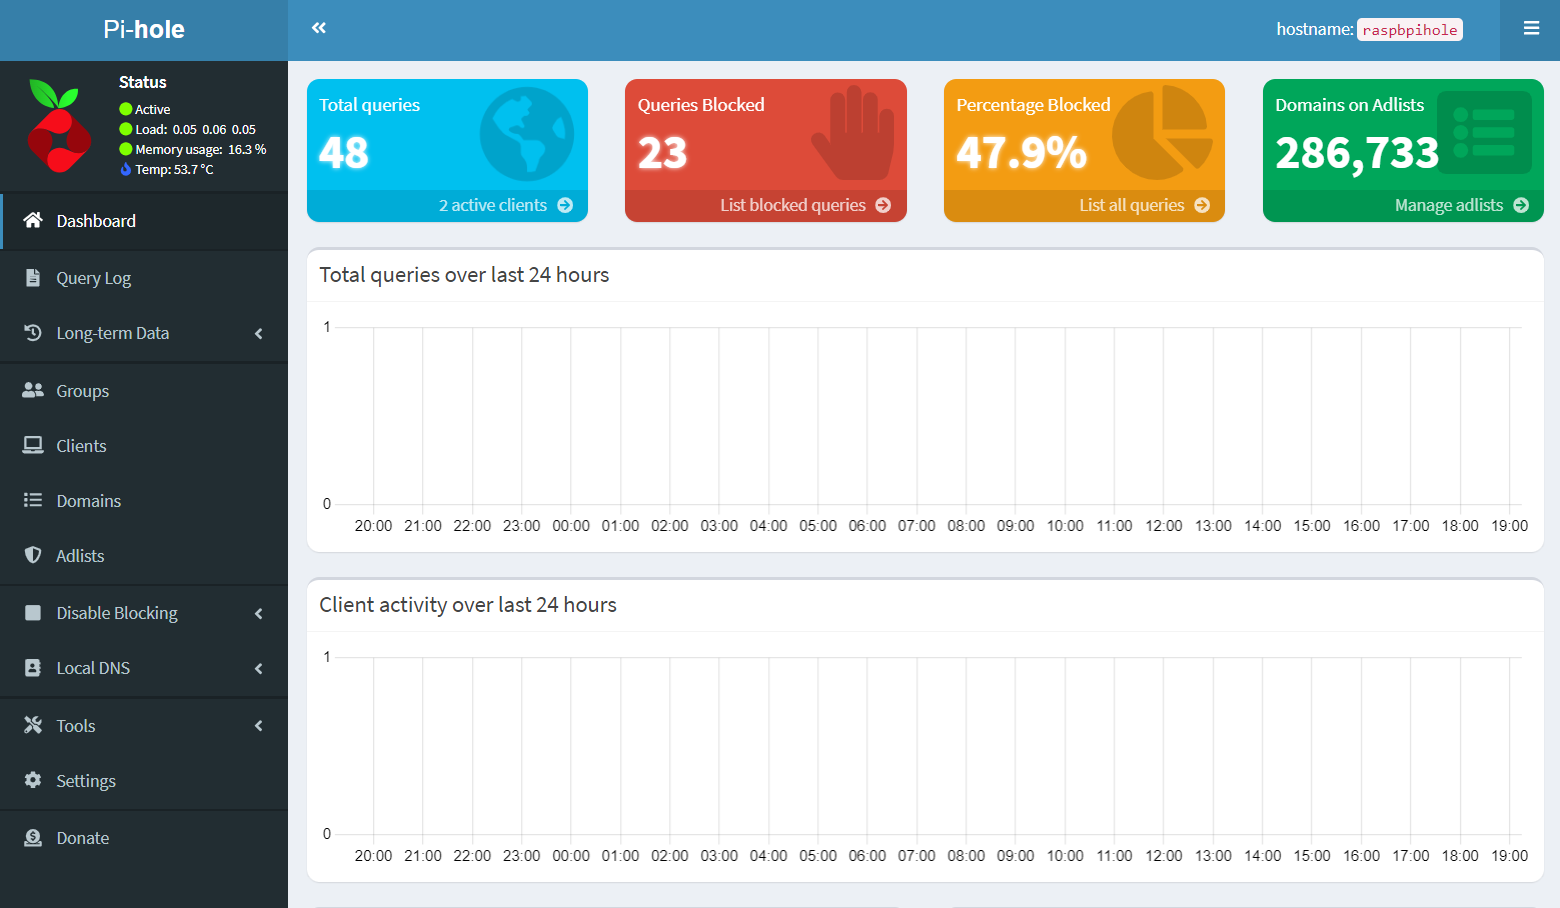 Pi-hole
hostname: raspbpihole
Status
Active
Load: 0.05 0.06 0.05
Memory usage: 16.3 %
Temp: 53.7 °C
Dashboard
Query Log
Long-term Data
Groups
Clients
Domains
Adlists
Disable Blocking
Local DNS
Tools
Settings
Donate
Total queries
48
2 active clients
Queries Blocked
23
List blocked queries
Percentage Blocked
47.9%
List all queries
Domains on Adlists
286,733
Manage adlists
Total queries over last 24 hours
1
0
20:00 21:00 22:00 23:00 00:00 01:00 02:00 03:00 04:00 05:00 06:00 07:00 08:00 09:00 10:00 11:00 12:00 13:00 14:00 15:00 16:00 17:00 18:00 19:00
Client activity over last 24 hours
1
0
20:00 21:00 22:00 23:00 00:00 01:00 02:00 03:00 04:00 05:00 06:00 07:00 08:00 09:00 10:00 11:00 12:00 13:00 14:00 15:00 16:00 17:00 18:00 19:00